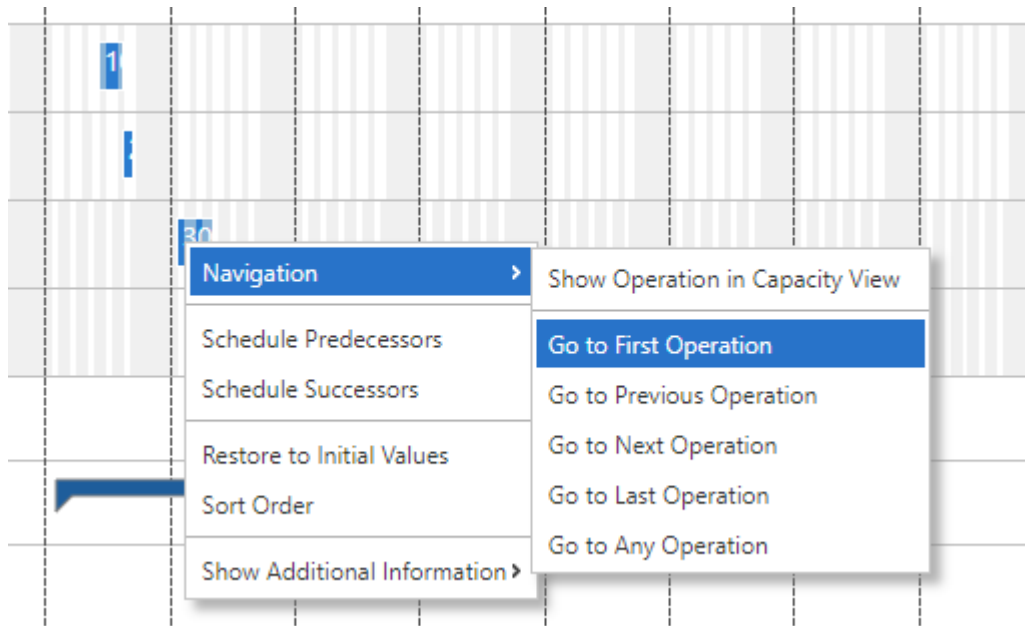 30
Navigation
Show Operation in Capacity View
Schedule Predecessors
Go to First Operation
Schedule Successors
Go to Previous Operation
Restore to Initial Values
Go to Next Operation
Sort Order
Go to Last Operation
Show Additional Information
Go to Any Operation